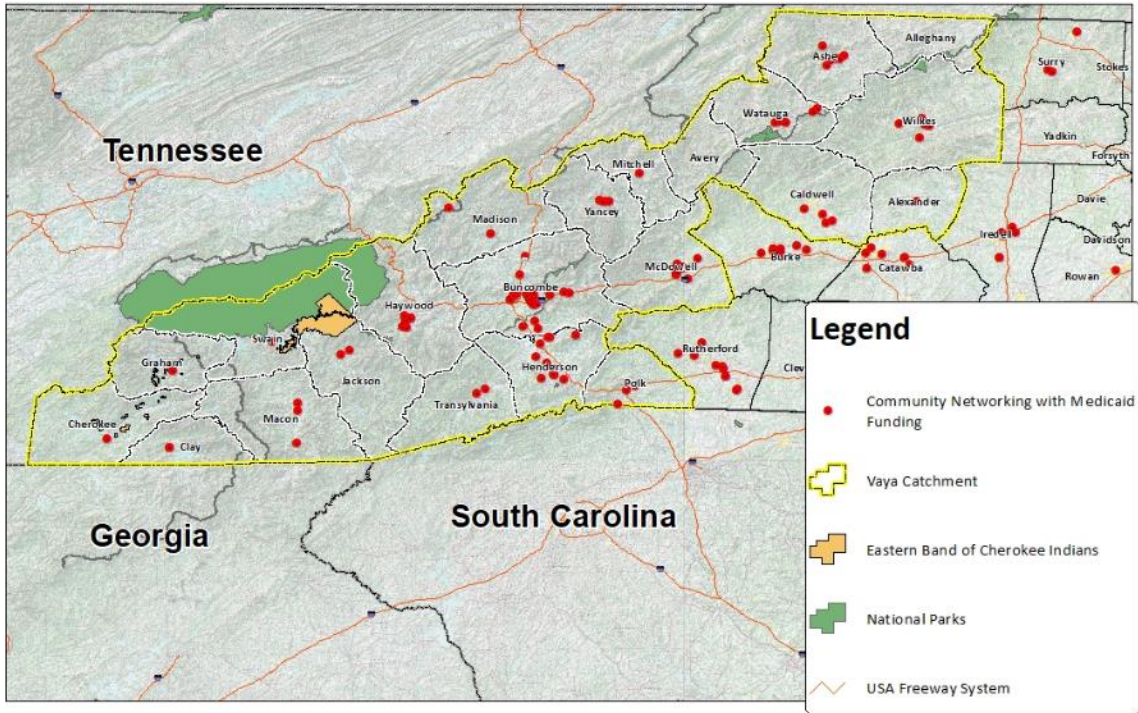 Alleghany
Ashe
Surry
Stokes
Watauga
Wilkes
Tennessee
Yadkin
Mitchell
Avery
Forsyth
Caldwell
Alexander
Yancey
Davie
Madison
Iredell
Davidson
Burke
McDowell
Catawba
Rowan
Buncombe
Haywood
Legend
Swain
Rutherford
Graham
Henderson
Clev
Jackson
Polk
Transylvania
Community Networking with Medicaid
Funding
Macon
Cherokee
Clay
Vaya Catchment
South Carolina
Georgia
Eastern Band of Cherokee Indians
National Parks
USA Freeway System